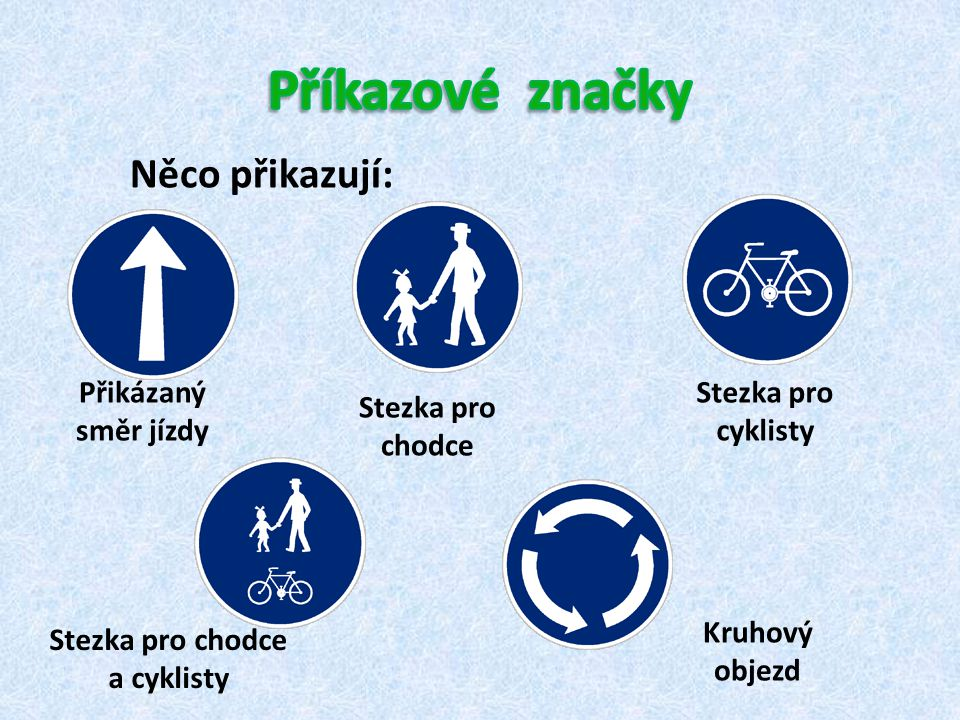 Příkazové značky
Něco přikazují:
Přikázaný
směr jízdy
Stezka pro
chodce
Stezka pro
cyklisty
Stezka pro chodce
a cyklisty
Kruhový
objezd